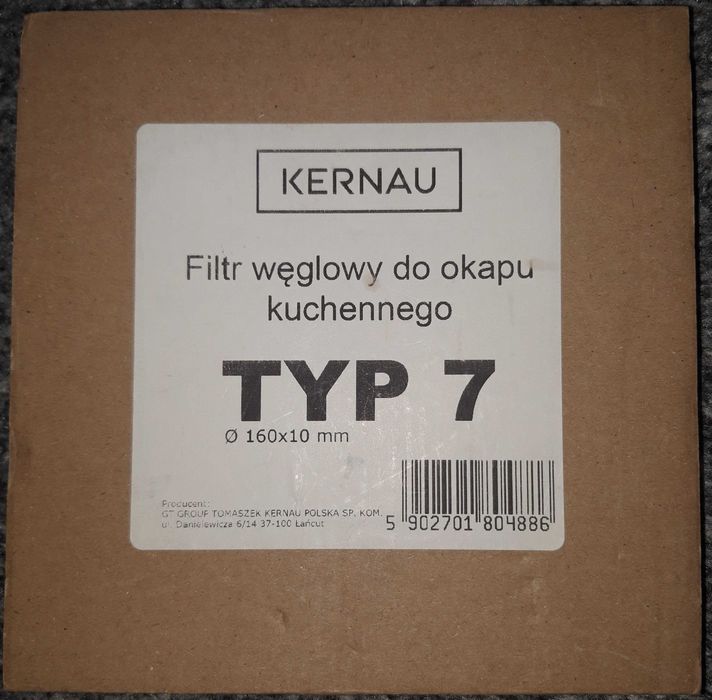 KERNAU
Filtr węglowy do okapu
kuchennego
TYP 7
Ø 160x10 mm
Producent:
GT GROUP TOMASZEK KERNAU POLSKA SP. KOM.
ul. Danielewicza 6/14 37-100 Łańcut
5 902701 804886